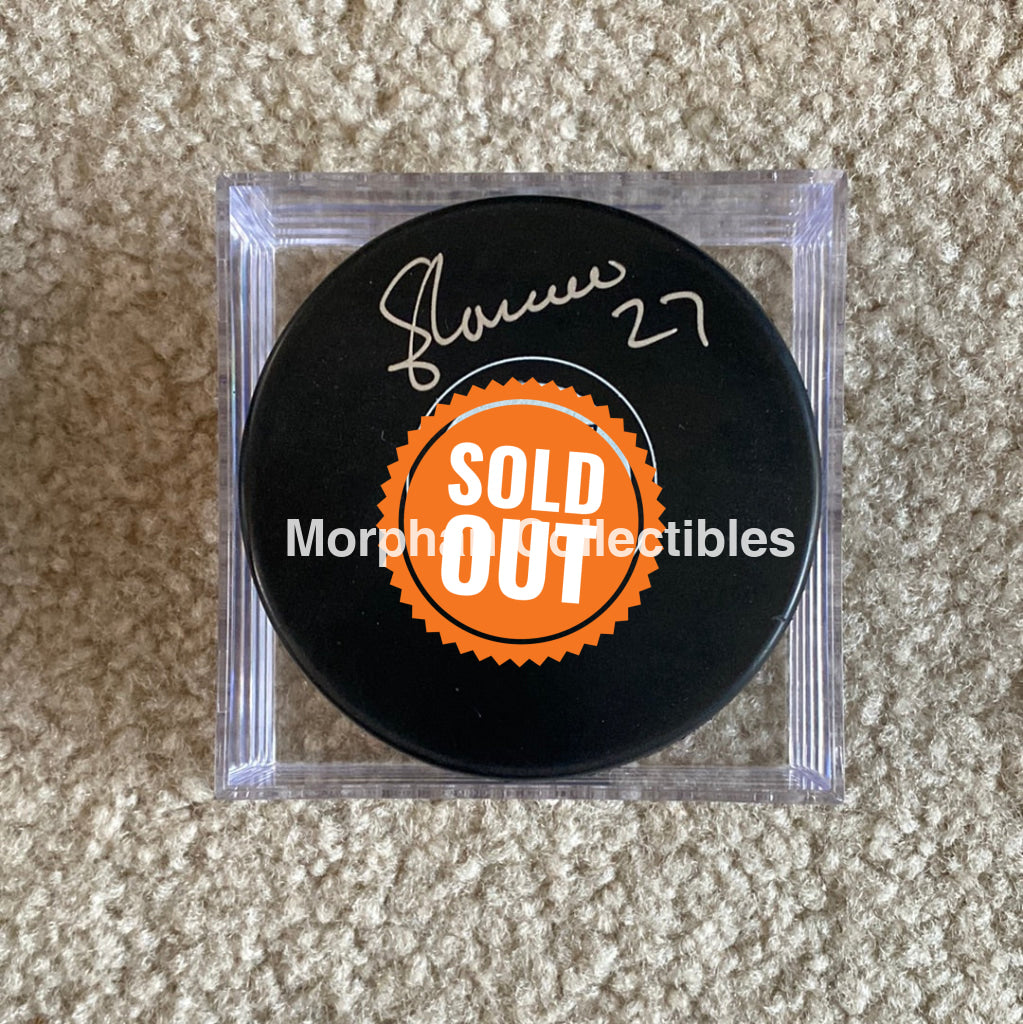 27
SOLD
OUT
Morphan Collectibles